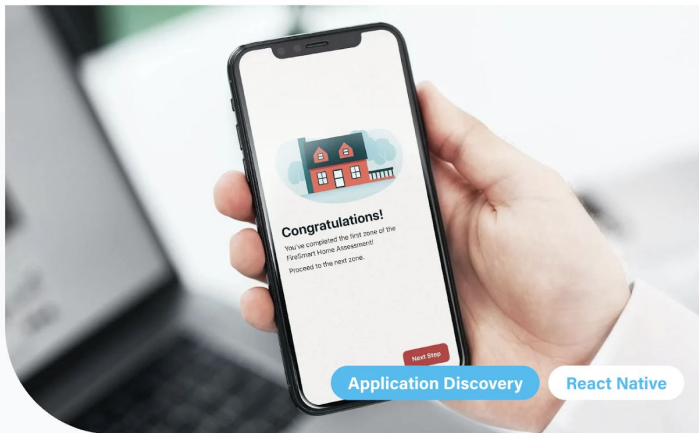 Congratulations!
You've completed the first zone of the
FireSmart Home Assessment!
Proceed to the next zone.
Next Step
Application Discovery
React Native